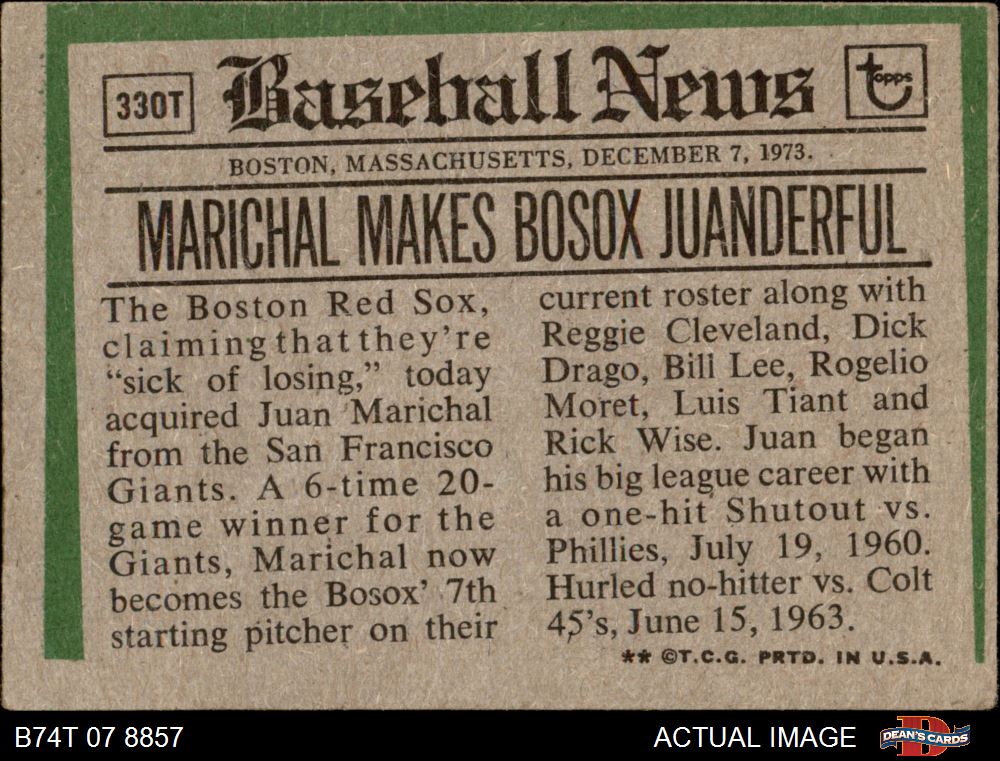 330T
Baseball News
topps
BOSTON, MASSACHUSETTS, DECEMBER 7, 1973.
MARICHAL MAKES BOSOX JUANDERFUL
The Boston Red Sox,
claiming that they're
"sick of losing," today
acquired Juan Marichal
from the San Francisco
Giants. A 6-time 20-
game winner for the
Giants, Marichal now
becomes the Bosox' 7th
starting pitcher on their
current roster along with
Reggie Cleveland, Dick
Drago, Bill Lee, Rogelio
Moret, Luis Tiant and
Rick Wise. Juan began
his big league career with
a one-hit Shutout vs.
Phillies, July 19, 1960.
Hurled no-hitter vs. Colt
45's, June 15, 1963.
** ©T.C.G. PRTD. IN U.S.A.
B74T 07 8857
ACTUAL IMAGE
DEAN'S CARDS